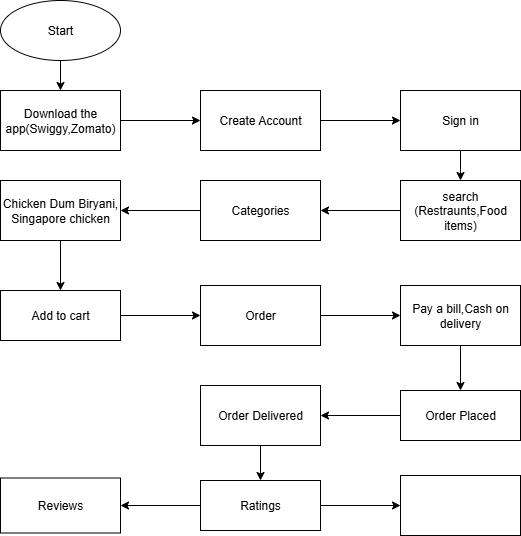 Start
Download the
app(Swiggy,Zomato)
Create Account
Sign in
search
(Restraunts,Food
items)
Categories
Chicken Dum Biryani,
Singapore chicken
Add to cart
Order
Pay a bill,Cash on
delivery
Order Placed
Order Delivered
Ratings
Reviews